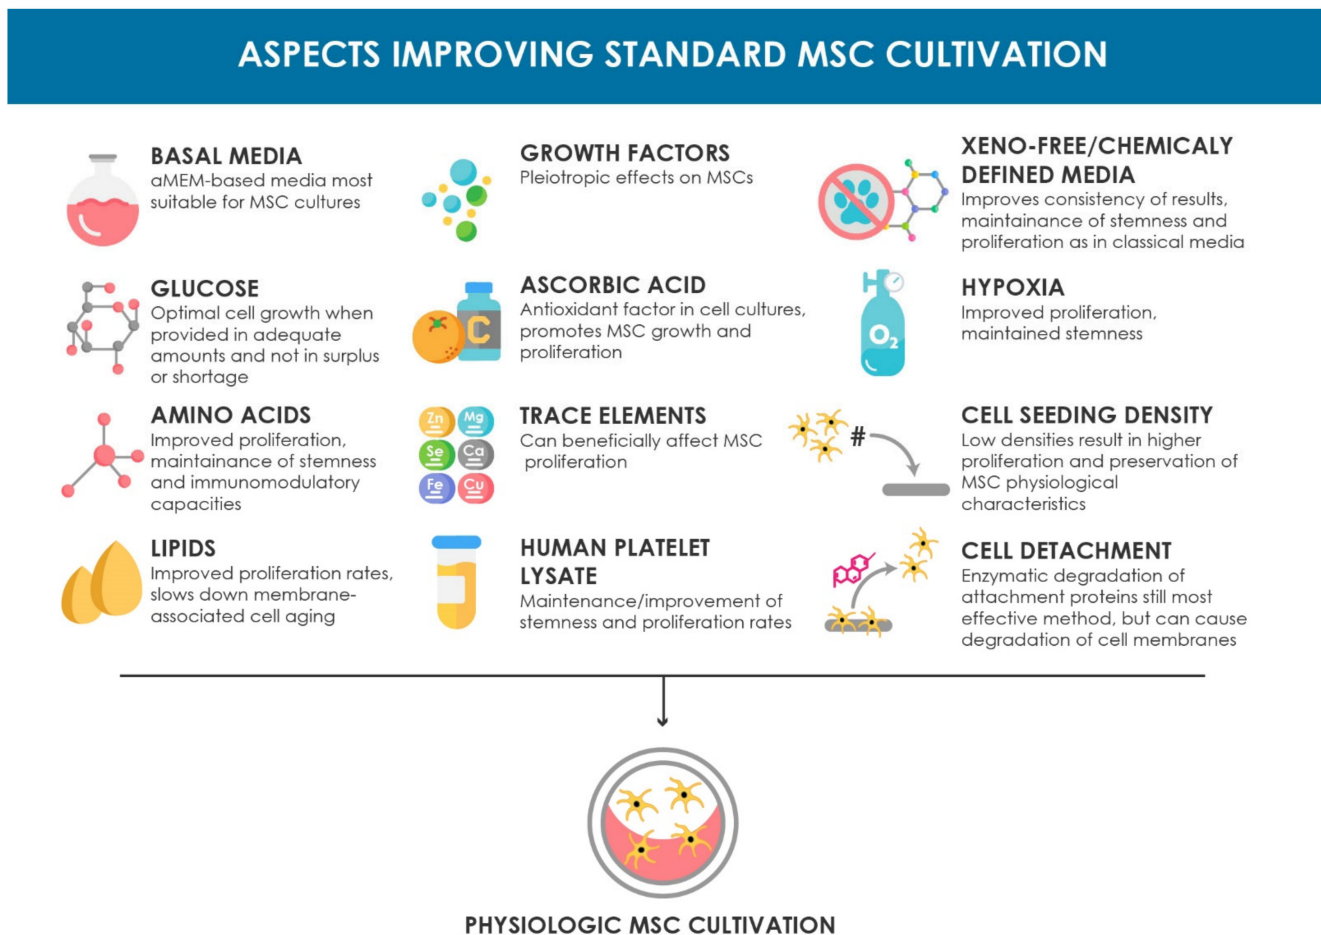 ASPECTS IMPROVING STANDARD MSC CULTIVATION
BASAL MEDIA
aMEM-based media most
suitable for MSC cultures
GLUCOSE
Optimal cell growth when
provided in adequate
amounts and not in surplus
or shortage
AMINO ACIDS
Improved proliferation,
maintainance of stemness
and immunomodulatory
capacities
LIPIDS
Improved proliferation rates,
slows down membrane-
associated cell aging
GROWTH FACTORS
Pleiotropic effects on MSCs
C
ASCORBIC ACID
Antioxidant factor in cell cultures,
promotes MSC growth and
proliferation
Zn Mg
Se Ca
Fe Cu
TRACE ELEMENTS
Can beneficially affect MSC
proliferation
HUMAN PLATELET
LYSATE
Maintenance/improvement of
stemness and proliferation rates
XENO-FREE/CHEMICALY
DEFINED MEDIA
Improves consistency of results,
maintainance of stemness and
proliferation as in classical media
O2
HYPOXIA
Improved proliferation,
maintained stemness
#
CELL SEEDING DENSITY
Low densities result in higher
proliferation and preservation of
MSC physiological
characteristics
CELL DETACHMENT
Enzymatic degradation of
attachment proteins still most
effective method, but can cause
degradation of cell membranes
PHYSIOLOGIC MSC CULTIVATION